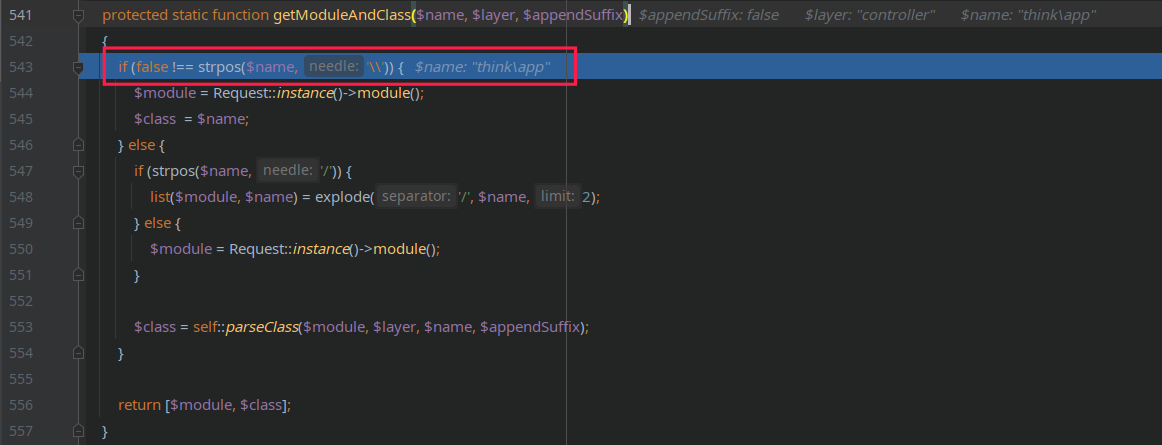 541 protected static function getModuleAndClass($name, $layer, $appendSuffix) $appendSuffix: false $layer: "controller" $name: "think\app"
542 {
543 if (false !== strpos($name, needle: '\\')) { $name: "think\app"
544 $module = Request::instance()->module();
545 $class = $name;
546 } else {
547 if (strpos($name, needle: '/')) {
548 list($module, $name) = explode( separator: '/', $name, limit: 2);
549 } else {
550 $module = Request::instance()->module();
551 }
552
553 $class = self::parseClass($module, $layer, $name, $appendSuffix);
554 }
555
556 return [$module, $class];
557 }